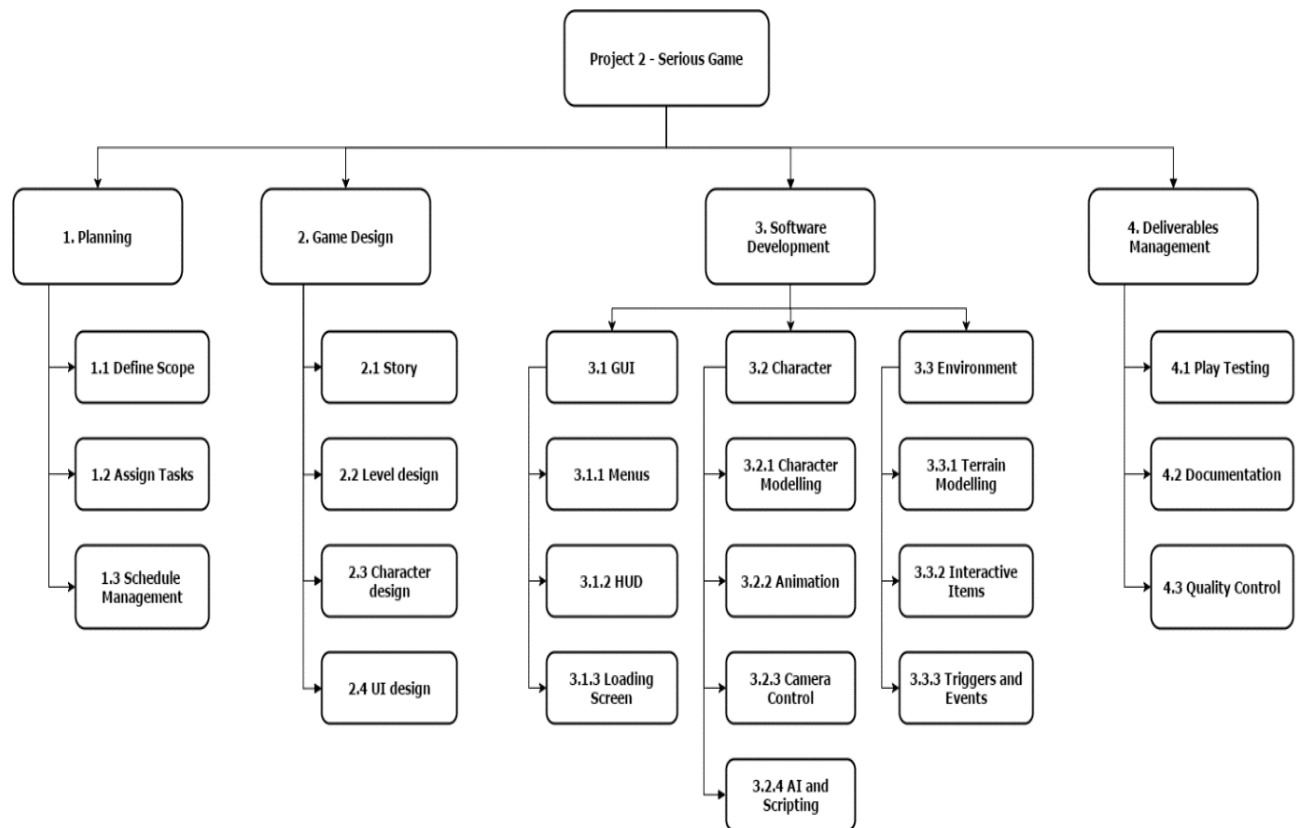 Project 2 - Serious Game
1. Planning
2. Game Design
3. Software
Development
4. Deliverables
Management
1.1 Define Scope
1.2 Assign Tasks
1.3 Schedule
Management
2.1 Story
2.2 Level design
2.3 Character
design
2.4 UI design
3.1 GUI
3.1.1 Menus
3.1.2 HUD
3.1.3 Loading
Screen
3.2 Character
3.2.1 Character
Modelling
3.2.2 Animation
3.2.3 Camera
Control
3.2.4 AI and
Scripting
3.3 Environment
3.3.1 Terrain
Modelling
3.3.2 Interactive
Items
3.3.3 Triggers and
Events
4.1 Play Testing
4.2 Documentation
4.3 Quality Control